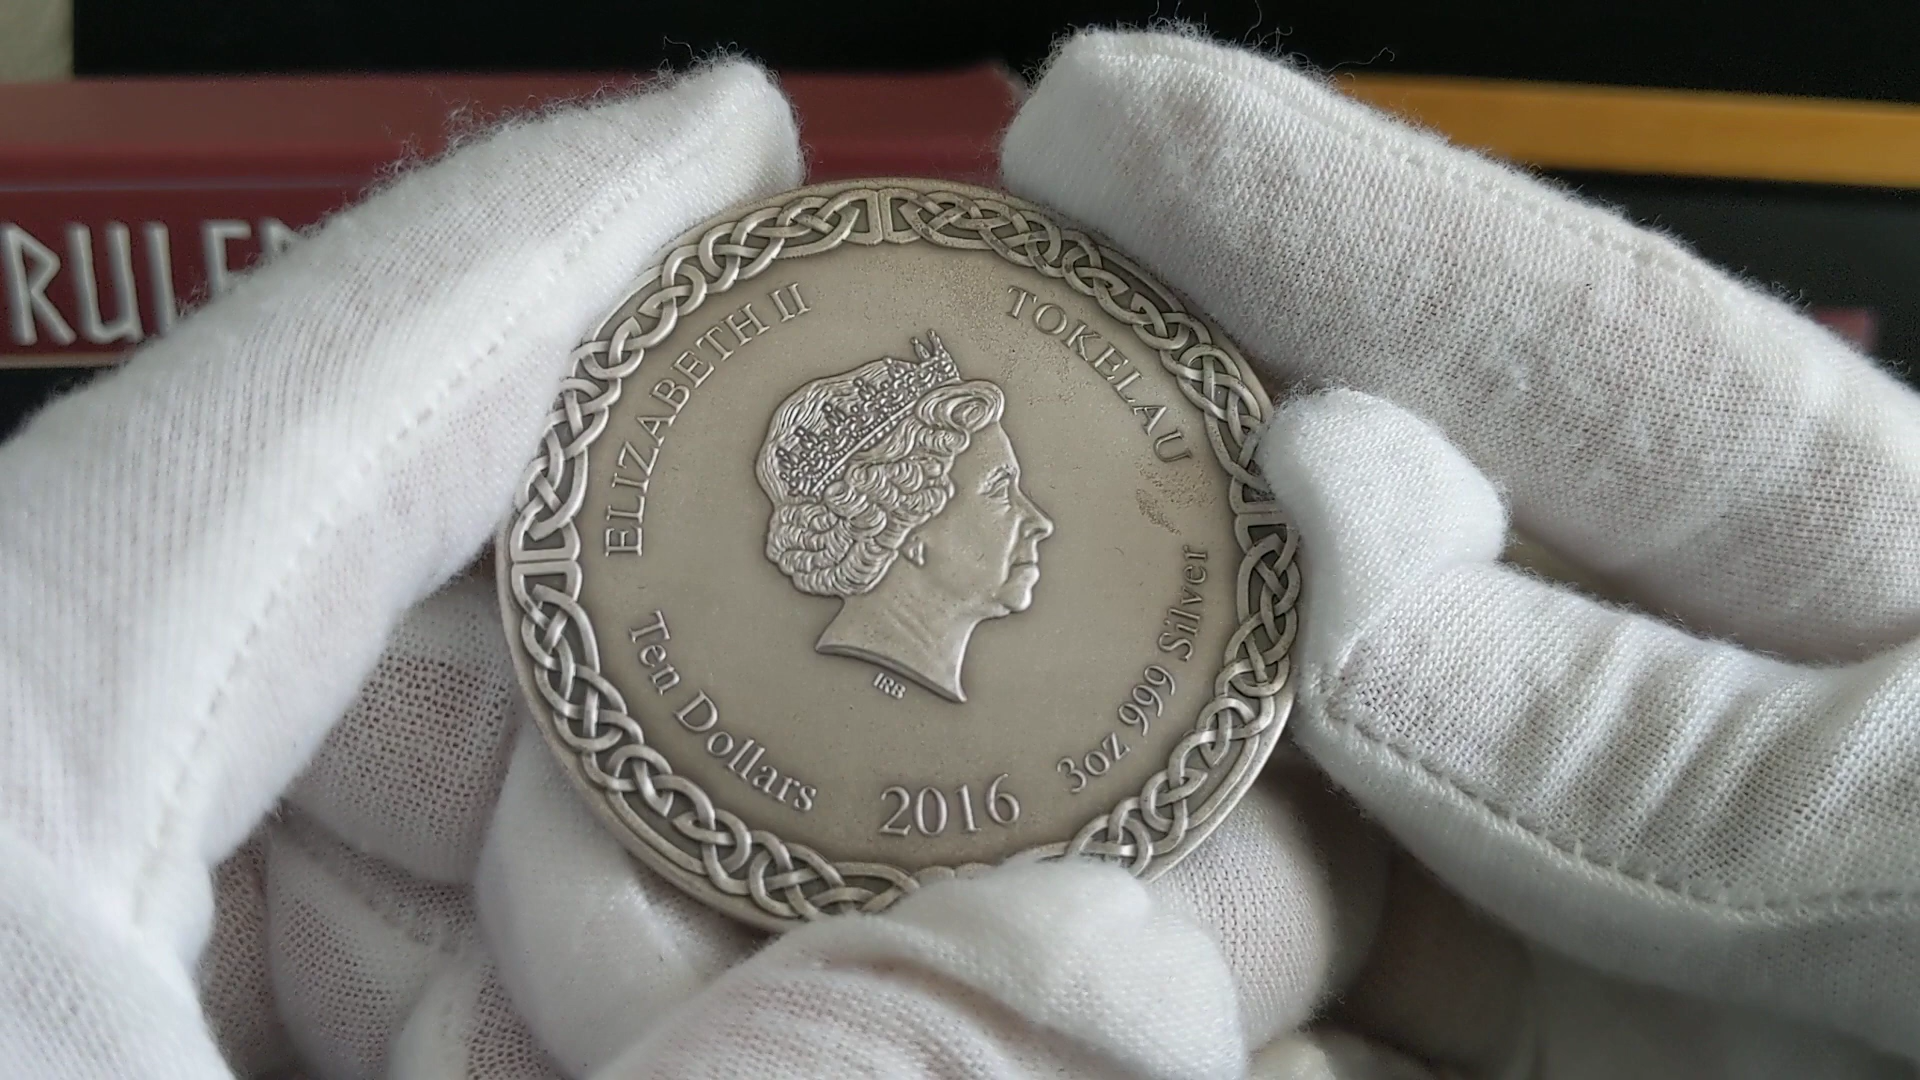 ELIZABETH II
TOKELAU
Ten Dollars
2016
3oz 999 Silver
IRB